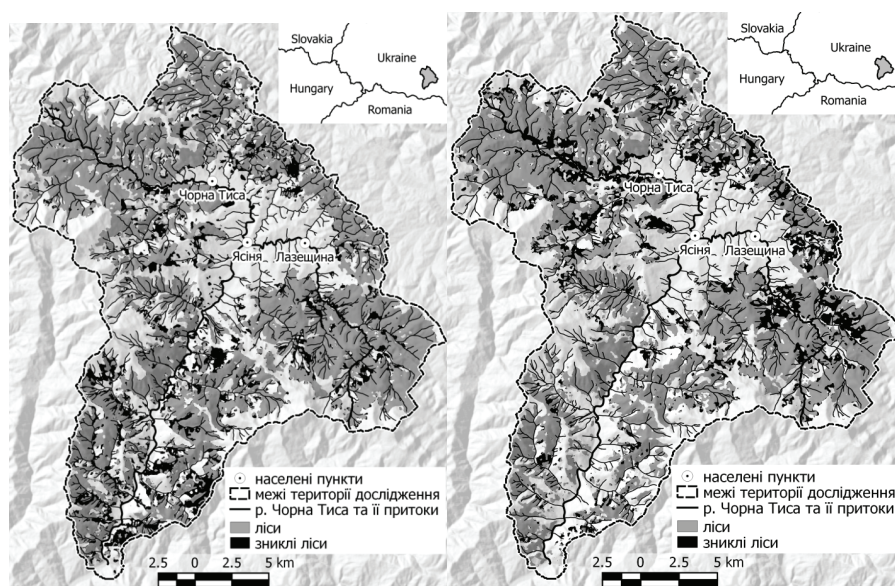 Slovakia
Ukraine
Hungary
Romania
Чорна Тиса
Ясіня
Лазещина
населені пункти
межі території дослідження
р. Чорна Тиса та її притоки
ліси
зниклі ліси
2.5 0 2.5 5 km
Slovakia
Ukraine
Hungary
Romania
Чорна Тиса
Ясіня
Лазещина
населені пункти
межі території дослідження
р. Чорна Тиса та її притоки
ліси
зниклі ліси
2.5 0 2.5 5 km